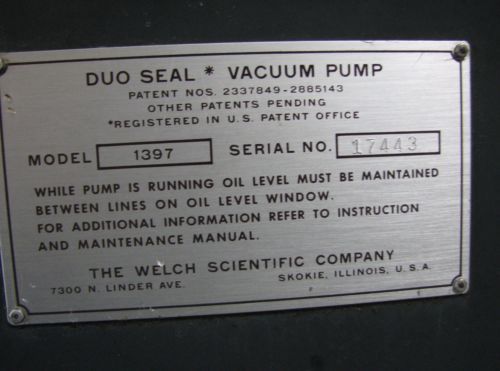 DUO SEAL * VACUUM PUMP
PATENT NOS. 2337849-2885143
OTHER PATENTS PENDING
*REGISTERED IN U.S. PATENT OFFICE
MODEL 1397 SERIAL NO. 17443
WHILE PUMP IS RUNNING OIL LEVEL MUST BE MAINTAINED
BETWEEN LINES ON OIL LEVEL WINDOW.
FOR ADDITIONAL INFORMATION REFER TO INSTRUCTION
AND MAINTENANCE MANUAL.
THE WELCH SCIENTIFIC COMPANY
7300 N. LINDER AVE. SKOKIE, ILLINOIS, U.S.A.